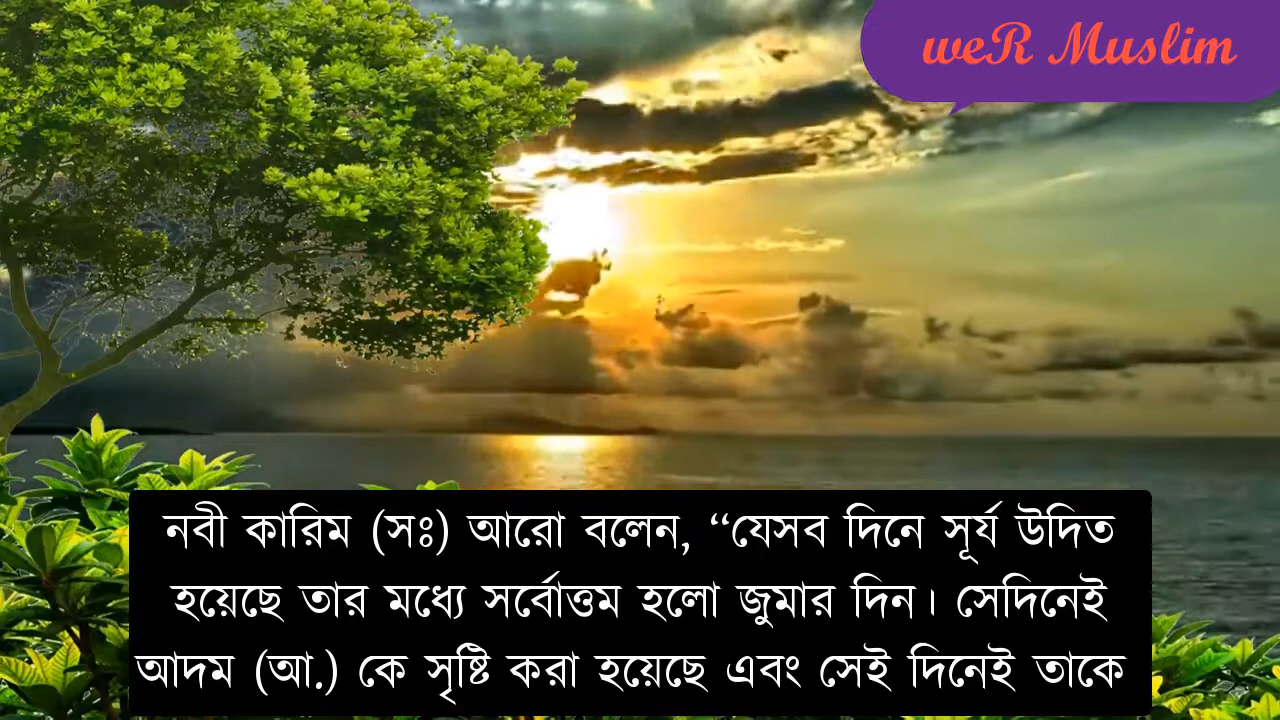 weR Muslim
নবী কারিম (সঃ) আরো বলেন, “যেসব দিনে সূর্য উদিত
হয়েছে তার মধ্যে সর্বোত্তম হলো জুমার দিন। সেদিনেই
আদম (আ.) কে সৃষ্টি করা হয়েছে এবং সেই দিনেই তাকে